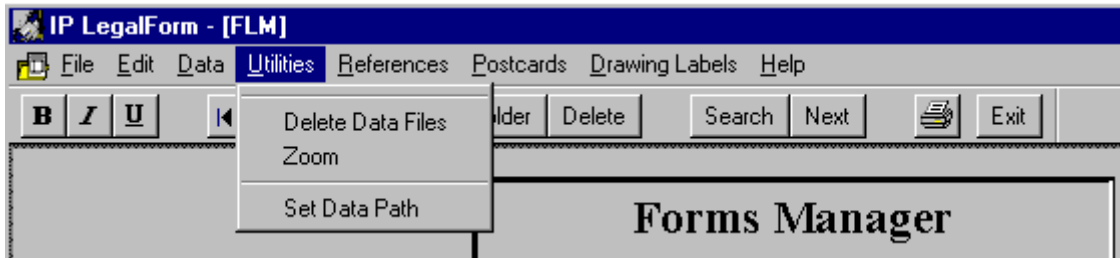 IP LegalForm - [FLM]
File Edit Data Utilities References Postcards Drawing Labels Help
B I U lder Delete Search Next Exit
Delete Data Files
Zoom
Set Data Path
Forms Manager